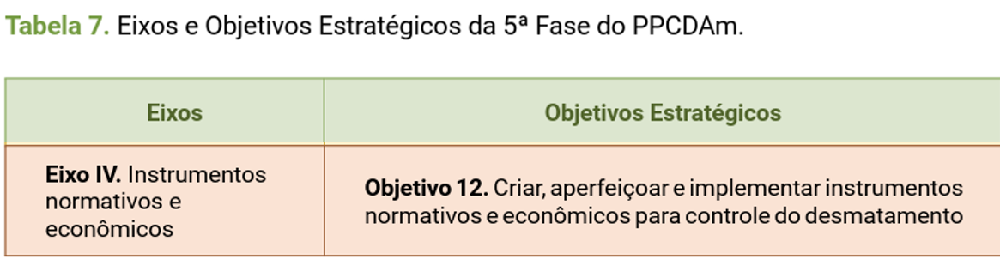 Tabela 7. Eixos e Objetivos Estratégicos da 5ª Fase do PPCDAm.
Eixos
Objetivos Estratégicos
Eixo IV. Instrumentos
normativos e
econômicos
Objetivo 12. Criar, aperfeiçoar e implementar instrumentos
normativos e econômicos para controle do desmatamento